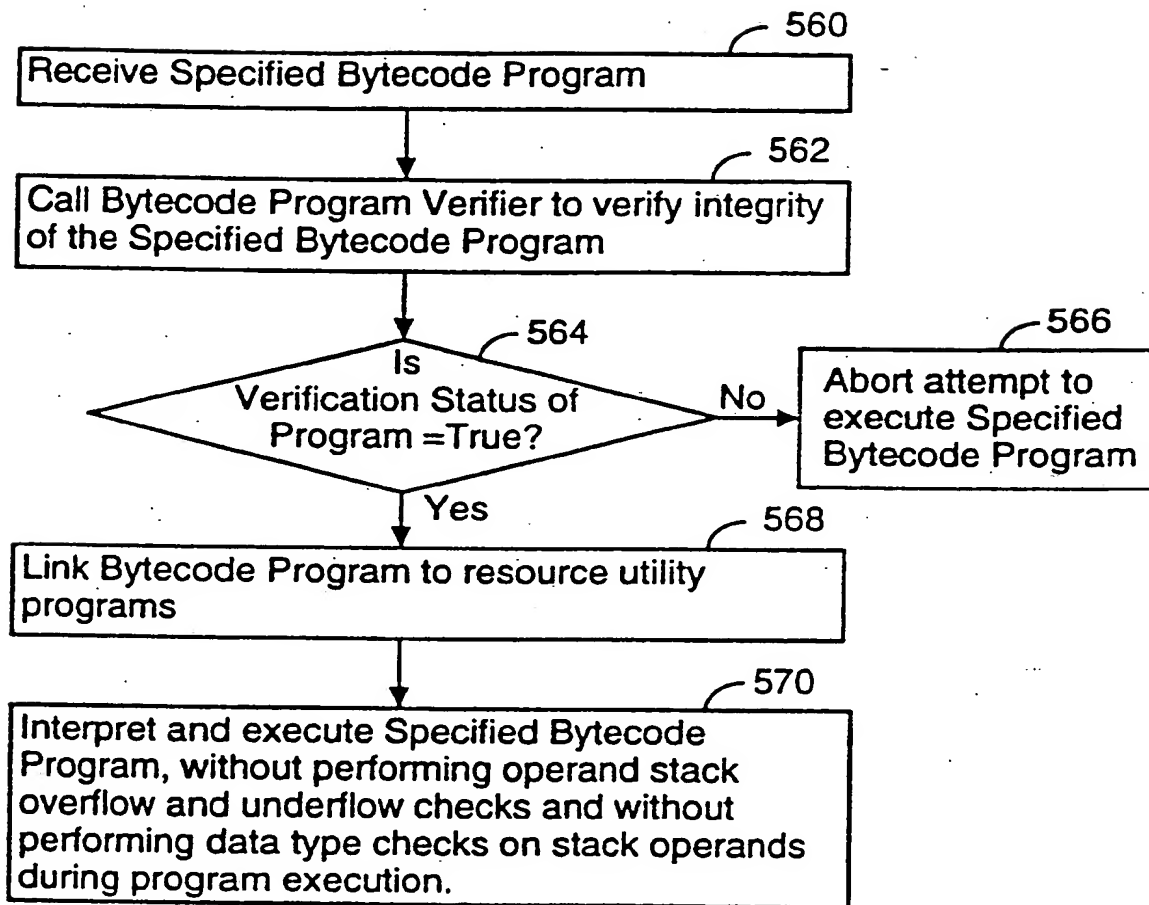 560
Receive Specified Bytecode Program
562
Call Bytecode Program Verifier to verify integrity
of the Specified Bytecode Program
564
Is
Verification Status of
Program =True?
No
566
Abort attempt to
execute Specified
Bytecode Program
Yes
568
Link Bytecode Program to resource utility
programs
570
Interpret and execute Specified Bytecode
Program, without performing operand stack
overflow and underflow checks and without
performing data type checks on stack operands
during program execution.